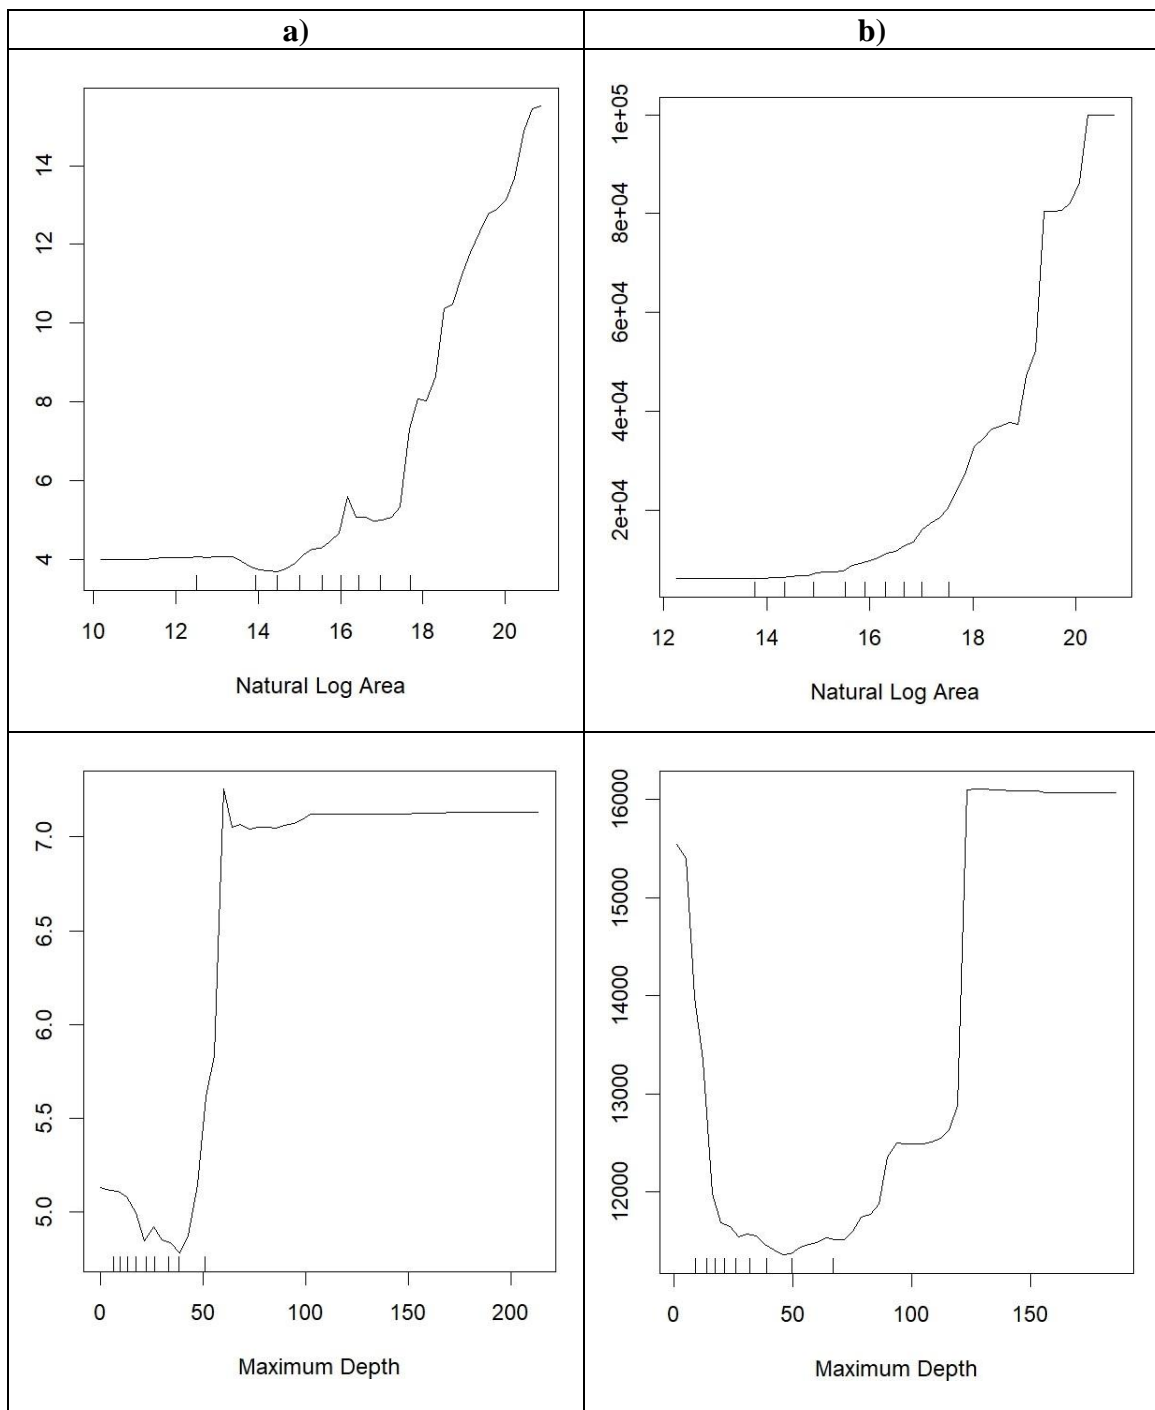 a)
b)
14
12
10
8
6
4
10 12 14 16 18 20
Natural Log Area
1e+05
8e+04
6e+04
4e+04
2e+04
12 14 16 18 20
Natural Log Area
7.0
6.5
6.0
5.5
5.0
0 50 100 150 200
Maximum Depth
16000
15000
14000
13000
12000
0 50 100 150
Maximum Depth